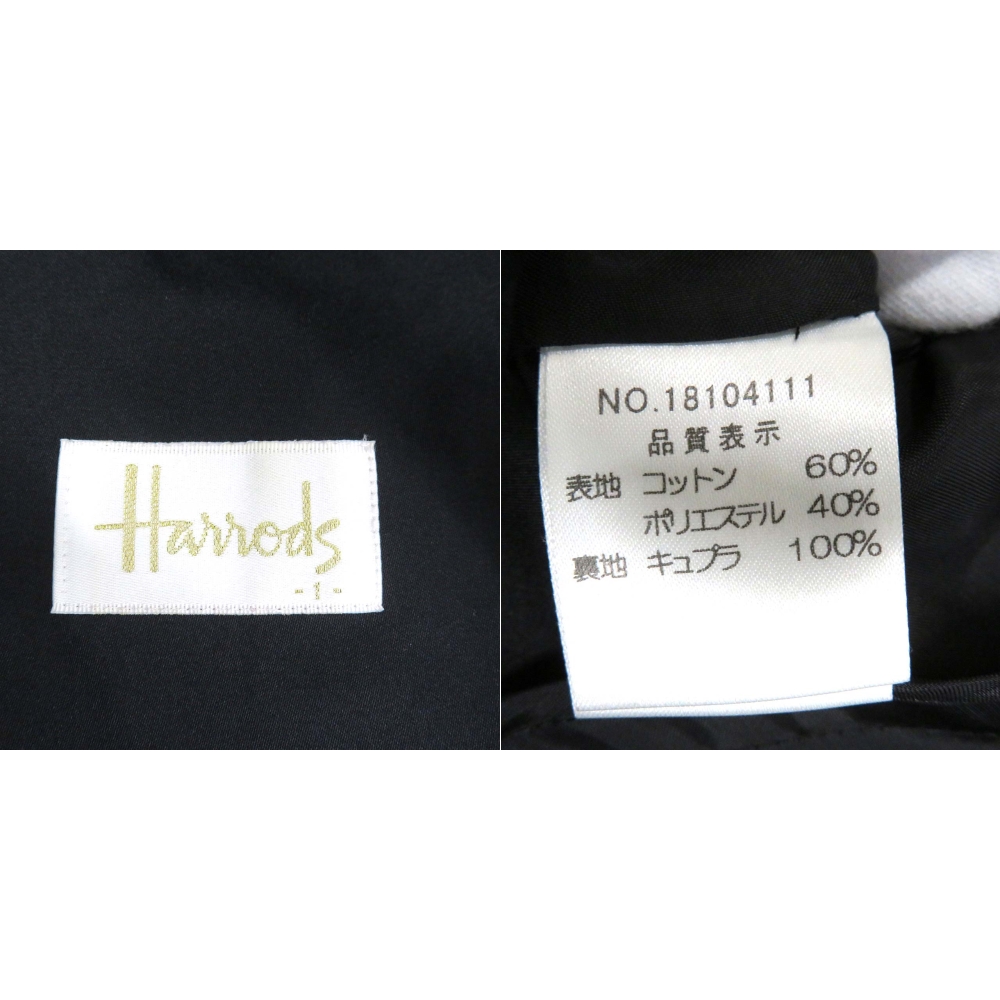 Harrods
- 1 -
NO.18104111
品質表示
表地 コットン 60%
ポリエステル 40%
裏地 キュプラ 100%